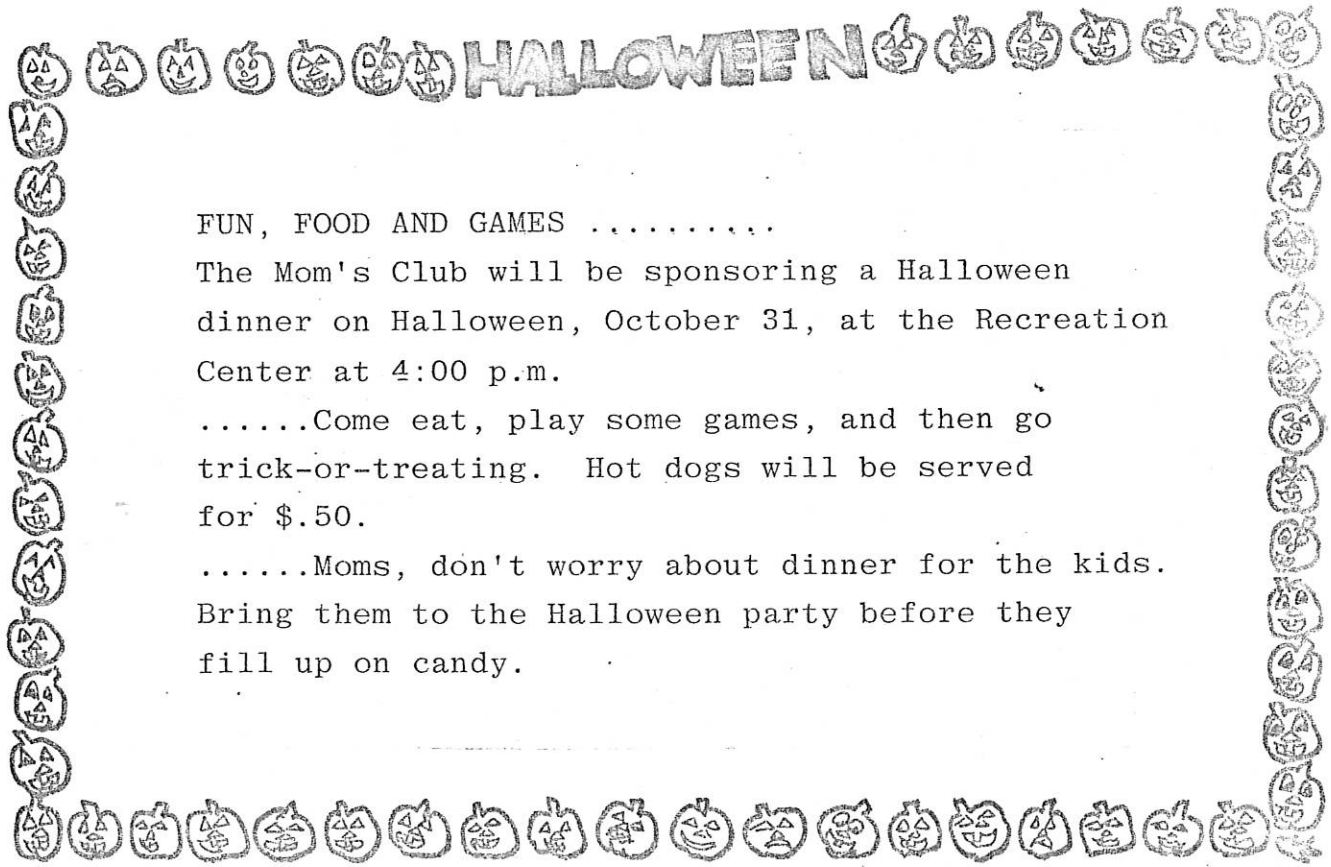 HALLOWEEN
FUN, FOOD AND GAMES ..........
The Mom's Club will be sponsoring a Halloween
dinner on Halloween, October 31, at the Recreation
Center at 4:00 p.m.
......Come eat, play some games, and then go
trick-or-treating. Hot dogs will be served
for $.50.
......Moms, don't worry about dinner for the kids.
Bring them to the Halloween party before they
fill up on candy.